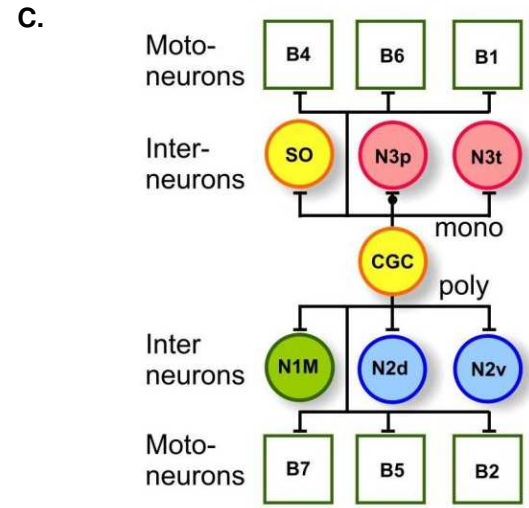 C.
Moto-
neurons
B4 B6 B1
Inter-
neurons
SO N3p N3t
mono
CGC
poly
Inter
neurons
N1M N2d N2v
Moto-
neurons
B7 B5 B2